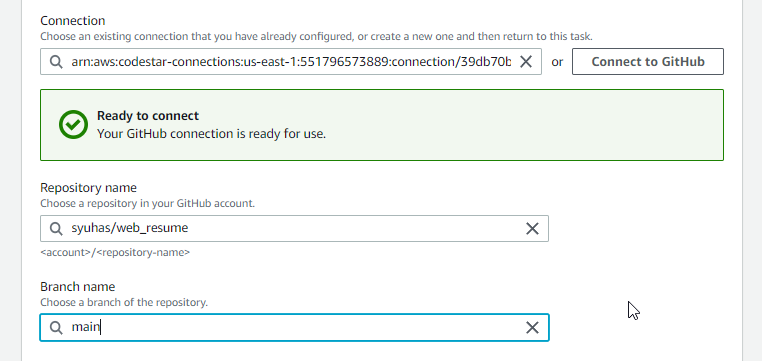 Connection
Choose an existing connection that you have already configured, or create a new one and then return to this task.
arn:aws:codestar-connections:us-east-1:551796573889:connection/39db70b
or
Connect to GitHub
Ready to connect
Your GitHub connection is ready for use.
Repository name
Choose a repository in your GitHub account.
syuhas/web_resume
<account>/<repository-name>
Branch name
Choose a branch of the repository.
main